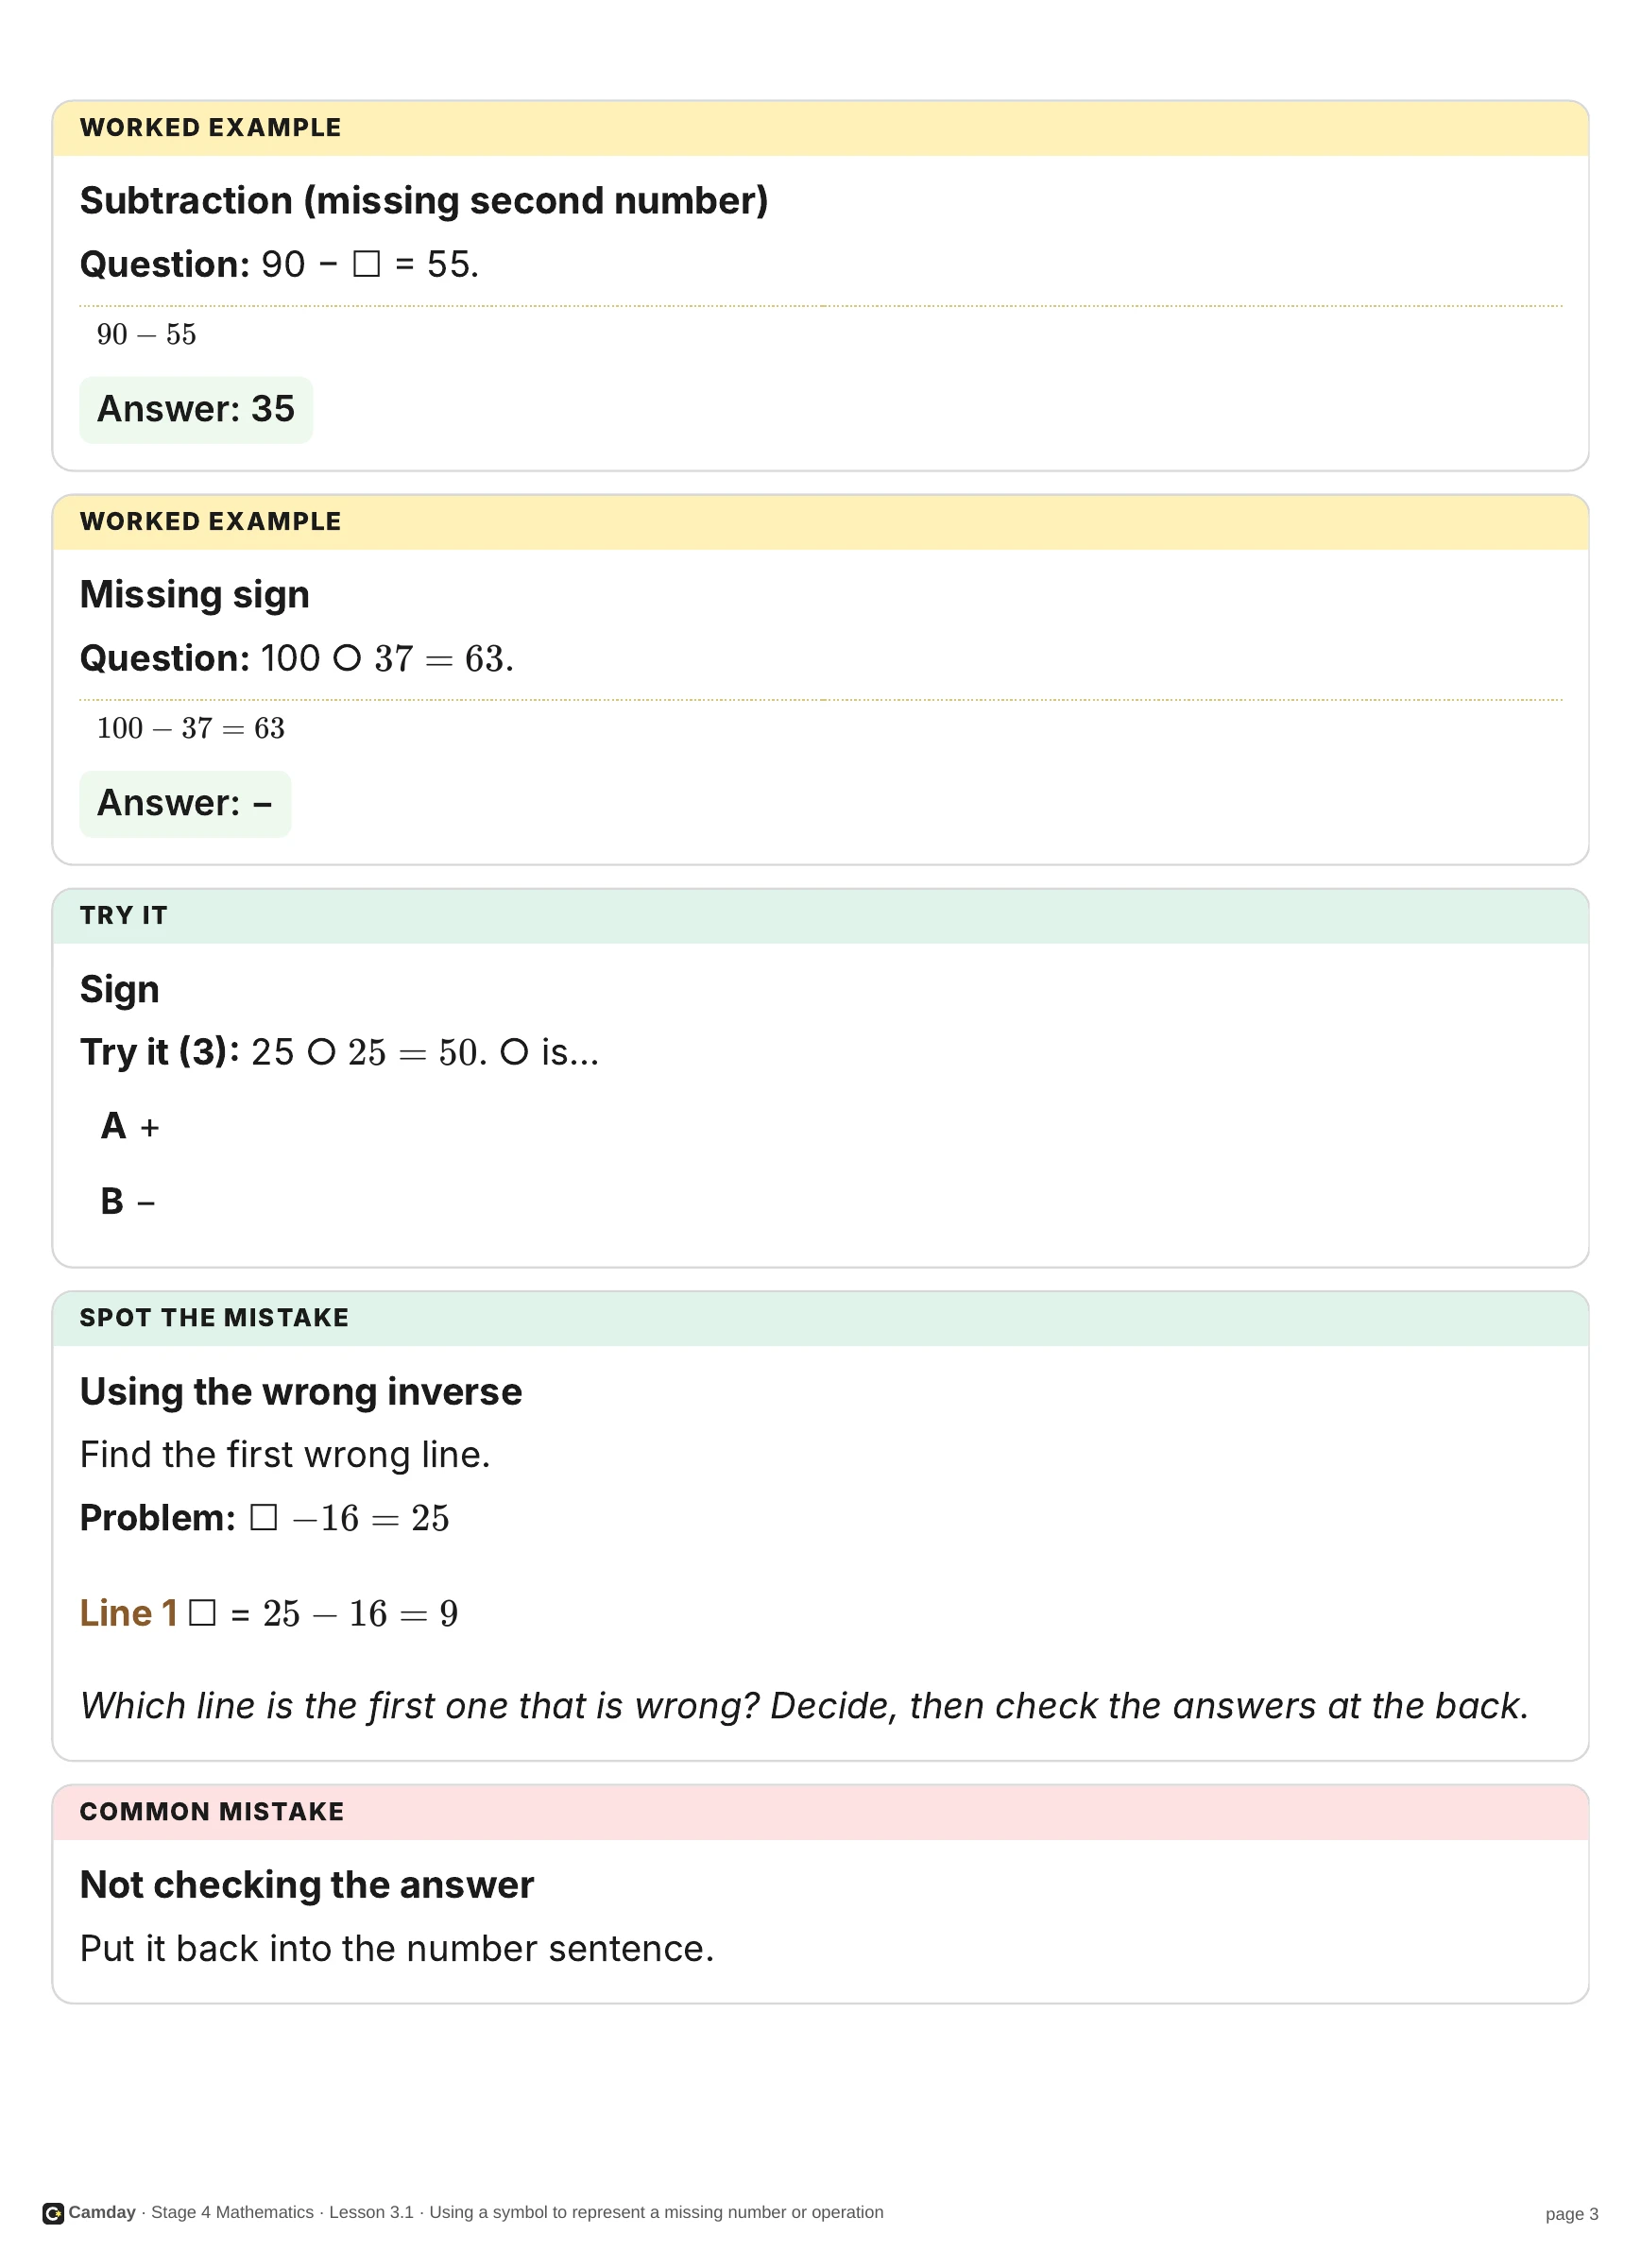 WORKED EXAMPLE
Subtraction (missing second number)
Question: 90 − □ = 55.
90 − 55
Answer: 35
WORKED EXAMPLE
Missing sign
Question: 100 ○ 37 = 63.
100 − 37 = 63
Answer: −
TRY IT
Sign
Try it (3): 25 ○ 25 = 50. ○ is...
A +
B −
SPOT THE MISTAKE
Using the wrong inverse
Find the first wrong line.
Problem: □ −16 = 25
Line 1 □ = 25 − 16 = 9
Which line is the first one that is wrong? Decide, then check the answers at the back.
COMMON MISTAKE
Not checking the answer
Put it back into the number sentence.
Camday · Stage 4 Mathematics · Lesson 3.1 · Using a symbol to represent a missing number or operation
page 3